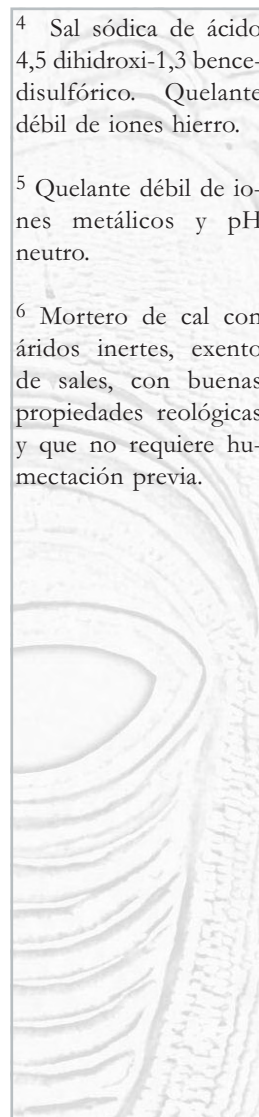 4 Sal sódica de ácido
4,5 dihidroxi-1,3 bence-
disulfórico. Quelante
débil de iones hierro.
5 Quelante débil de io-
nes metálicos y pH
neutro.
6 Mortero de cal con
áridos inertes, exento
de sales, con buenas
propiedades reológicas
y que no requiere hu-
mectación previa.